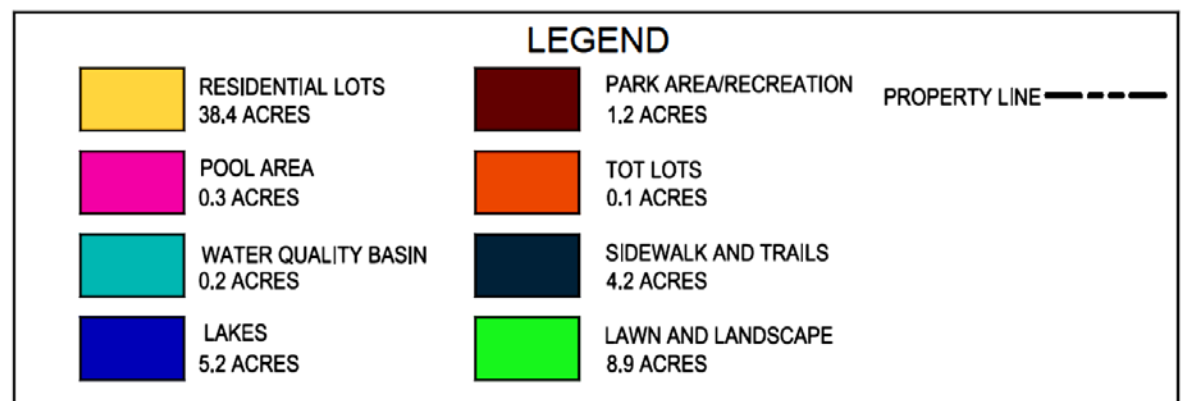 LEGEND
RESIDENTIAL LOTS
38.4 ACRES
POOL AREA
0.3 ACRES
WATER QUALITY BASIN
0.2 ACRES
LAKES
5.2 ACRES
PARK AREA/RECREATION
1.2 ACRES
TOT LOTS
0.1 ACRES
SIDEWALK AND TRAILS
4.2 ACRES
LAWN AND LANDSCAPE
8.9 ACRES
PROPERTY LINE